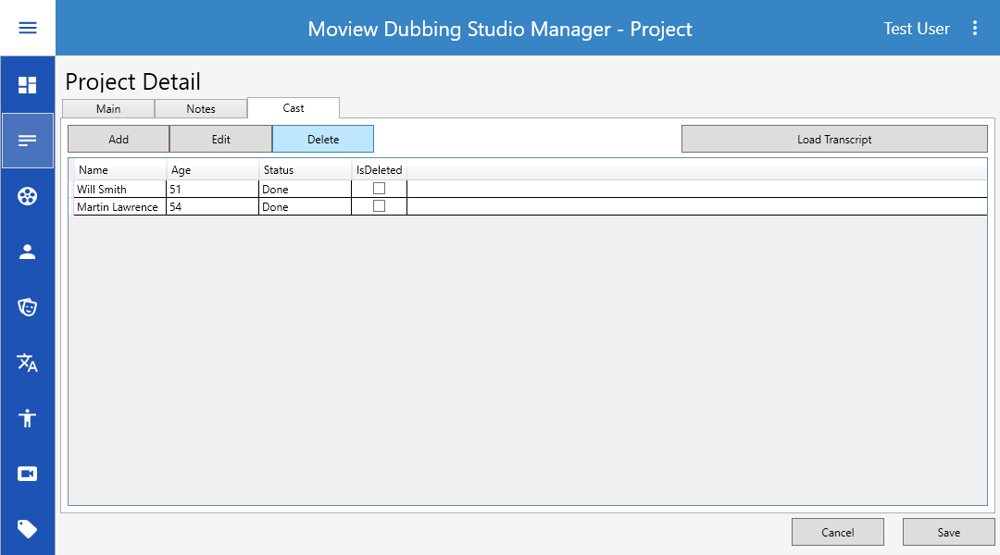 Moview Dubbing Studio Manager - Project
Test User
Project Detail
Main Notes Cast
Add Edit Delete Load Transcript
Name Age Status IsDeleted
Will Smith 51 Done
Martin Lawrence 54 Done
Cancel Save